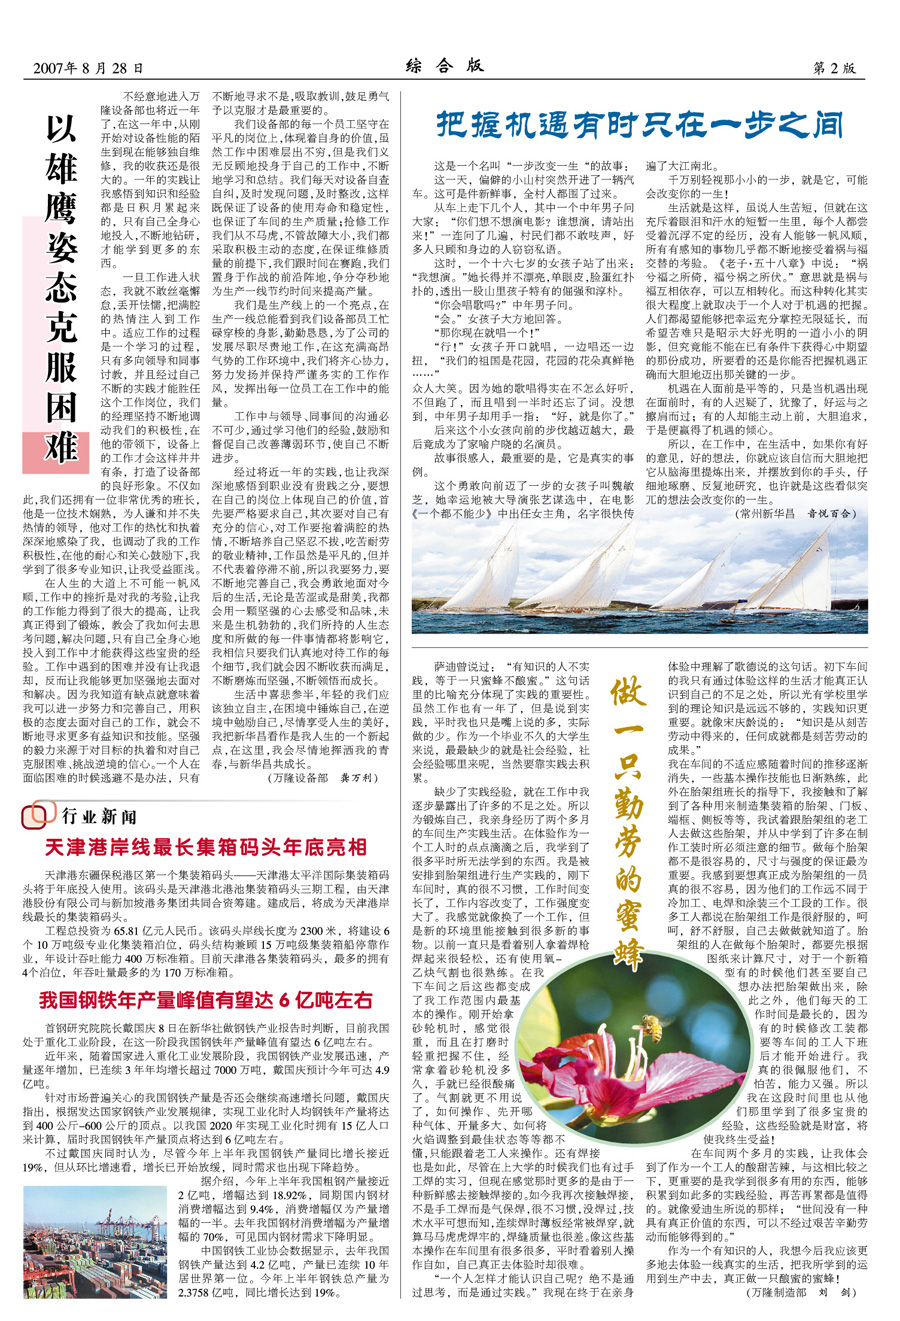 2007年8月28日
综合版
第2版
以雄鹰姿态克服困难
不经意地进入万
隆设备部也将近一年
了,在这一年中,从刚
开始对设备性能的陌
生到现在能够独自维
修，我的收获还是很
大的。一年的实践让
我感悟到知识和经验
都是日积月累起来
的，只有自己全身心
地投入,不断地钻研,
才能学到更多的东
西。
一旦工作进入状
态，我就不敢丝毫懈
怠,丢开怯懦,把满腔
的热情注入到工作
中。适应工作的过程
是一个学习的过程,
只有多向领导和同事
讨教，并且经过自己
不断的实践才能胜任
这个工作岗位，我们
的经理坚持不断地调
动我们的积极性,在
他的带领下，设备上
的工作才会这样井井
有条，打造了设备部
的良好形象。不仅如
此,我们还拥有一位非常优秀的班长，
他是一位技术娴熟，为人谦和并不失
热情的领导，他对工作的热忱和执着
深深地感染了我，也调动了我的工作
积极性,在他的耐心和关心鼓励下,我
学到了很多专业知识,让我受益匪浅。
在人生的大道上不可能一帆风
顺,工作中的挫折是对我的考验,让我
的工作能力得到了很大的提高，让我
真正得到了锻炼，教会了我如何去思
考问题,解决问题,只有自己全身心地
投入到工作中才能获得这些宝贵的经
验。工作中遇到的困难并没有让我退
却，反而让我能够更加坚强地去面对
和解决。因为我知道有缺点就意味着
我可以进一步努力和完善自己，用积
极的态度去面对自己的工作，就会不
断地寻求更多有益知识和技能。坚强
的毅力来源于对目标的执着和对自己
克服困难、挑战逆境的信心。一个人在
面临困难的时候逃避不是办法，只有
不断地寻求不足,吸取教训,鼓足勇气
予以克服才是最重要的。
我们设备部的每一个员工坚守在
平凡的岗位上,体现着自身的价值,虽
然工作中困难层出不穷,但是我们义
无反顾地投身于自己的工作中,不断
地学习和总结。我们每天对设备自查
自纠,及时发现问题,及时整改,这样
既保证了设备的使用寿命和稳定性,
也保证了车间的生产质量;抢修工作
我们从不马虎,不管故障大小,我们都
采取积极主动的态度,在保证维修质
量的前提下,我们跟时间在赛跑,我们
置身于作战的前沿阵地,争分夺秒地
为生产一线节约时间来提高产量。
我们是生产线上的一个亮点,在
生产一线总能看到我们设备部员工忙
碌穿梭的身影,勤勤恳恳,为了公司的
发展尽职尽责地工作,在这充满高昂
气势的工作环境中,我们将齐心协力,
努力发扬并保持严谨务实的工作作
风，发挥出每一位员工在工作中的能
量。
工作中与领导、同事间的沟通必
不可少,通过学习他们的经验,鼓励和
督促自己改善薄弱环节,使自己不断
进步。
经过将近一年的实践,也让我深
深地感悟到职业没有贵贱之分,要想
在自己的岗位上体现自己的价值,首
先要严格要求自己,其次要对自己有
充分的信心,对工作要抱着满腔的热
情,不断培养自己坚忍不拔,吃苦耐劳
的敬业精神,工作虽然是平凡的,但并
不代表着停滞不前,所以我要努力,要
不断地完善自己,我会勇敢地面对今
后的生活,无论是苦涩或是甜美,我都
会用一颗坚强的心去感受和品味,未
来是生机勃勃的,我们所持的人生态
度和所做的每一件事情都将影响它,
我相信只要我们认真地对待工作的每
个细节,我们就会因不断收获而满足,
不断磨炼而坚强,不断领悟而成长。
生活中喜悲参半,年轻的我们应
该独立自主,在困境中锤炼自己,在逆
境中勉励自己,尽情享受人生的美好,
我把新华昌看作是我人生的一个新起
点,在这里,我会尽情地挥洒我的青
春,与新华昌共成长。
(万隆设备部 龚万利)
行业新闻
天津港岸线最长集箱码头年底亮相
天津港东疆保税港区第一个集装箱码头——天津港太平洋国际集装箱码
头将于年底投入使用。该码头是天津港北港池集装箱码头三期工程，由天津
港股份有限公司与新加坡港务集团共同合资筹建。建成后，将成为天津港岸
线最长的集装箱码头。
工程总投资为65.81亿元人民币。该码头岸线长度为2300米，将建设6
个10万吨级专业化集装箱泊位，码头结构兼顾15万吨级集装箱船停靠作
业，年设计吞吐能力400万标准箱。目前天津港各集装箱码头，最多的拥有
4个泊位，年吞吐量最多的为170万标准箱。
我国钢铁年产量峰值有望达6亿吨左右
首钢研究院院长戴国庆8日在新华社做钢铁产业报告时判断，目前我国
处于重化工业阶段，在这一阶段我国钢铁年产量峰值有望达6亿吨左右。
近年来，随着国家进入重化工业发展阶段，我国钢铁产业发展迅速，产
量逐年增加，已连续3年年均增长超过7000万吨，戴国庆预计今年可达4.9
亿吨。
针对市场普遍关心的我国钢铁产量是否还会继续高速增长问题，戴国庆
指出，根据发达国家钢铁产业发展规律，实现工业化时人均钢铁年产量将达
到400公斤-600公斤的顶点。以我国2020年实现工业化时拥有15亿人口
来计算，届时我国钢铁年产量顶点将达到6亿吨左右。
不过戴国庆同时认为，尽管今年上半年我国钢铁产量同比增长接近
19%，但从环比增速看，增长已开始放缓，同时需求也出现下降趋势。
据介绍，今年上半年我国粗钢产量接近
2亿吨，增幅达到18.92%，同期国内钢材
消费增幅达到9.4%，消费增幅仅为产量增
幅的一半。去年我国钢材消费增幅为产量增
幅的70%，可见国内钢材需求下降明显。
中国钢铁工业协会数据显示，去年我国
钢铁产量达到4.2亿吨，产量已连续10年
居世界第一位。今年上半年钢铁总产量为
2.3758亿吨，同比增长达到19%。
把握机遇有时只在一步之间
这是一个名叫“一步改变一生“的故事：
这一天，偏僻的小山村突然开进了一辆汽
车。这可是件新鲜事，全村人都围了过来。
从车上走下几个人，其中一个中年男子问
大家：“你们想不想演电影？谁想演，请站出
来！”一连问了几遍，村民们都不敢吱声，好
多人只顾和身边的人窃窃私语。
这时，一个十六七岁的女孩子站了出来：
“我想演。”她长得并不漂亮,单眼皮,脸蛋红扑
扑的,透出一股山里孩子特有的倔强和淳朴。
“你会唱歌吗？”中年男子问。
“会。”女孩子大方地回答。
“那你现在就唱一个！”
“行！”女孩子开口就唱，一边唱还一边
扭，“我们的祖国是花园，花园的花朵真鲜艳
……”
众人大笑。因为她的歌唱得实在不怎么好听，
不但跑了，而且唱到一半时还忘了词。没想
到，中年男子却用手一指：“好，就是你了。”
后来这个小女孩向前的步伐越迈越大，最
后竟成为了家喻户晓的名演员。
故事很感人，最重要的是，它是真实的事
例。
这个勇敢向前迈了一步的女孩子叫魏敏
芝，她幸运地被大导演张艺谋选中，在电影
《一个都不能少》中出任女主角，名字很快传
遍了大江南北。
千万别轻视那小小的一步，就是它，可能
会改变你的一生！
生活就是这样，虽说人生苦短，但就在这
充斥着眼泪和汗水的短暂一生里，每个人都尝
受着沉浮不定的经历，没有人能够一帆风顺，
所有有感知的事物几乎都不断地接受着祸与福
交替的考验。《老子·五十八章》中说：“祸
兮福之所倚，福兮祸之所伏。”意思就是祸与
福互相依存，可以互相转化。而这种转化其实
很大程度上就取决于一个人对于机遇的把握。
人们都渴望能够把幸运充分掌控无限延长，而
希望苦难只是昭示大好光明的一道小小的阴
影，但究竟能不能在已有条件下获得心中期望
的那份成功，所要看的还是你能否把握机遇正
确而大胆地迈出那关键的一步。
机遇在人面前是平等的，只是当机遇出现
在面前时，有的人迟疑了，犹豫了，好运与之
擦肩而过；有的人却能主动上前，大胆追求，
于是便赢得了机遇的倾心。
所以，在工作中，在生活中，如果你有好
的意见，好的想法，你就应该自信而大胆地把
它从脑海里提炼出来，并摆放到你的手头，仔
细地琢磨、反复地研究，也许就是这些看似突
兀的想法会改变你的一生。
(常州新华昌 音悦百合)
做一只勤劳的蜜蜂
萨迪曾说过：“有知识的人不实
践，等于一只蜜蜂不酿蜜。”这句话
里的比喻充分体现了实践的重要性。
虽然工作也有一年了，但是说到实
践，平时我也只是嘴上说的多，实际
做的少。作为一个毕业不久的大学生
来说，最最缺少的就是社会经验，社
会经验哪里来呢，当然要靠实践去积
累。
缺少了实践经验，就在工作中我
逐步暴露出了许多的不足之处。所以
为锻炼自己，我亲身经历了两个多月
的车间生产实践生活。在体验作为一
个工人时的点点滴滴之后，我学到了
很多平时所无法学到的东西。我是被
安排到胎架组进行生产实践的，刚下
车间时，真的很不习惯，工作时间变
长了，工作内容改变了，工作强度变
大了。我感觉就像换了一个工作，但
是新的环境里能接触到很多新的事
物。以前一直只是看着别人拿着焊枪
焊起来很轻松，还有使用氧-
乙炔气割也很熟练。在我
下车间之后这些都变成
了我工作范围内最基
本的操作。刚开始拿
砂轮机时，感觉很
重，而且在打磨时
轻重把握不住，经
常拿着砂轮机没多
久，手就已经很酸痛
了。气割就更不用说
了，如何操作、先开哪
种气体、开量多大、如何将
火焰调整到最佳状态等等都不
懂,只能跟着老工人来操作。还有焊接
也是如此，尽管在上大学的时候我们也有过手
工焊的实习，但现在感觉那时更多的是由于一
种新鲜感去接触焊接的。如今我再次接触焊接，
不是手工焊而是气保焊,很不习惯,没焊过,技
术水平可想而知,连续焊时薄板经常被焊穿,就
算马马虎虎焊牢的,焊缝质量也很差。像这些基
本操作在车间里有很多很多，平时看着别人操
作自如，自己真正去体验时却很难。
“一个人怎样才能认识自己呢？绝不是通
过思考，而是通过实践。”我现在终于在亲身
体验中理解了歌德说的这句话。初下车间
的我只有通过体验这样的生活才能真正认
识到自己的不足之处，所以光有学校里学
到的理论知识是远远不够的，实践知识更
重要。就像宋庆龄说的：“知识是从刻苦
劳动中得来的，任何成就都是刻苦劳动的
成果。”
我在车间的不适应感随着时间的推移逐渐
消失，一些基本操作技能也日渐熟练，此
外在胎架组班长的指导下，我接触和了解
到了各种用来制造集装箱的胎架、门板、
端框、侧板等等，我试着跟胎架组的老工
人去做这些胎架，并从中学到了许多在制
作工装时所必须注意的细节。做每个胎架
都不是很容易的，尺寸与强度的保证最为
重要。我感到要想真正成为胎架组的一员
真的很不容易，因为他们的工作远不同于
冷加工、电焊和涂装三个工段的工作。很
多工人都说在胎架组工作是很舒服的，呵
呵，舒不舒服，自己去做做就知道了。胎
架组的人在做每个胎架时，都要先根据
图纸来计算尺寸，对于一个新箱
型有的时候他们甚至要自己
想办法把胎架做出来，除
此之外，他们每天的工
作时间是最长的，因为
有的时候修改工装都
要等车间的工人下班
后才能开始进行。我
真的很佩服他们，不
怕苦，能力又强。所以
我在这段时间里也从他
们那里学到了很多宝贵的
经验，这些经验就是财富，将
使我终生受益！
在车间两个多月的实践，让我体会
到了作为一个工人的酸甜苦辣，与这相比较之
下，更重要的是我学到很多有用的东西，能够
积累到如此多的实践经验，再苦再累都是值得
的。就像爱迪生所说的那样：“世间没有一种
具有真正价值的东西，可以不经过艰苦辛勤劳
动而能够得到的。”
作为一个有知识的人，我想今后我应该更
多地去体验一线真实的生活，把我所学到的运
用到生产中去，真正做一只酿蜜的蜜蜂！
(万隆制造部 刘 剑)